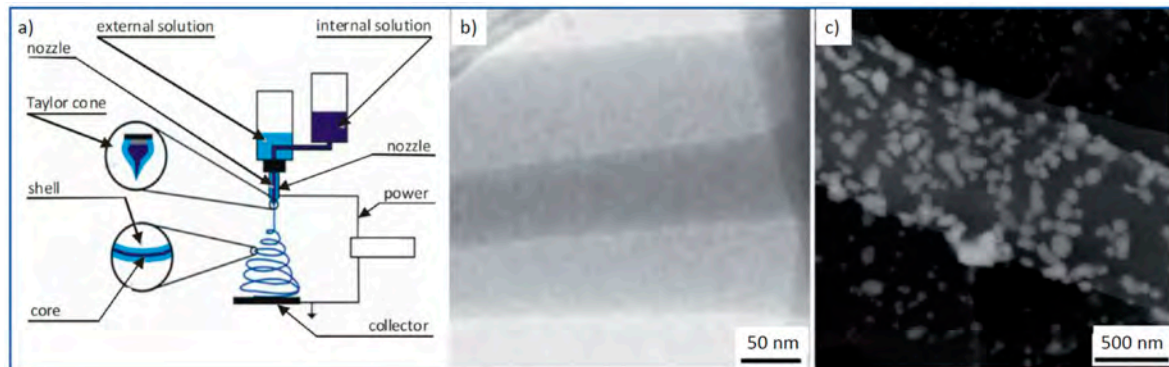 a)
external solution
internal solution
nozzle
Taylor cone
nozzle
power
shell
core
collector
b)
50 nm
c)
500 nm